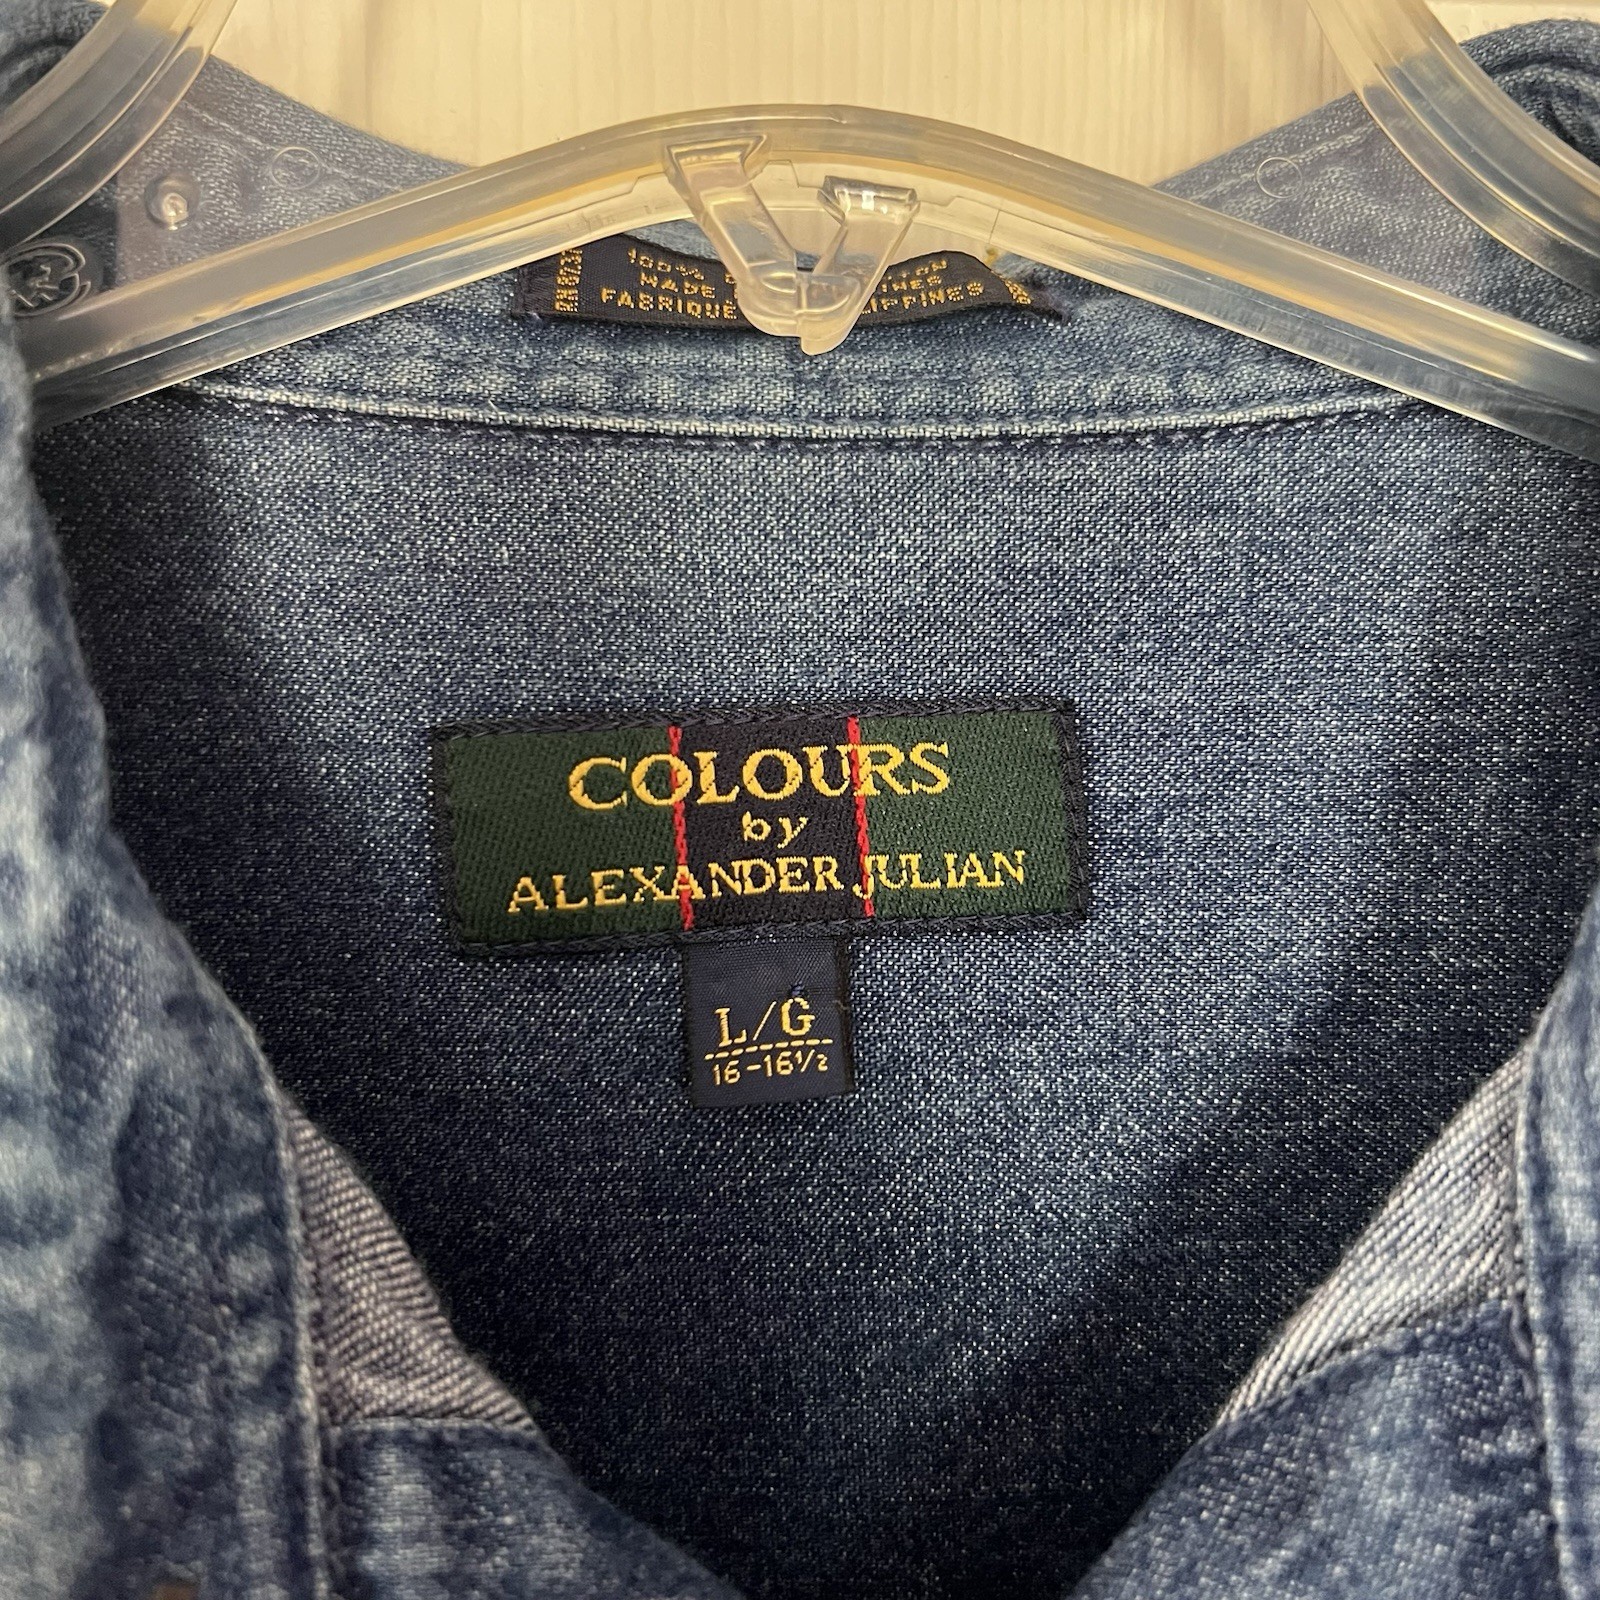 100%
MADE
FABRIQUE
COLOURS
by
ALEXANDER JULIAN
L/G
16-16½